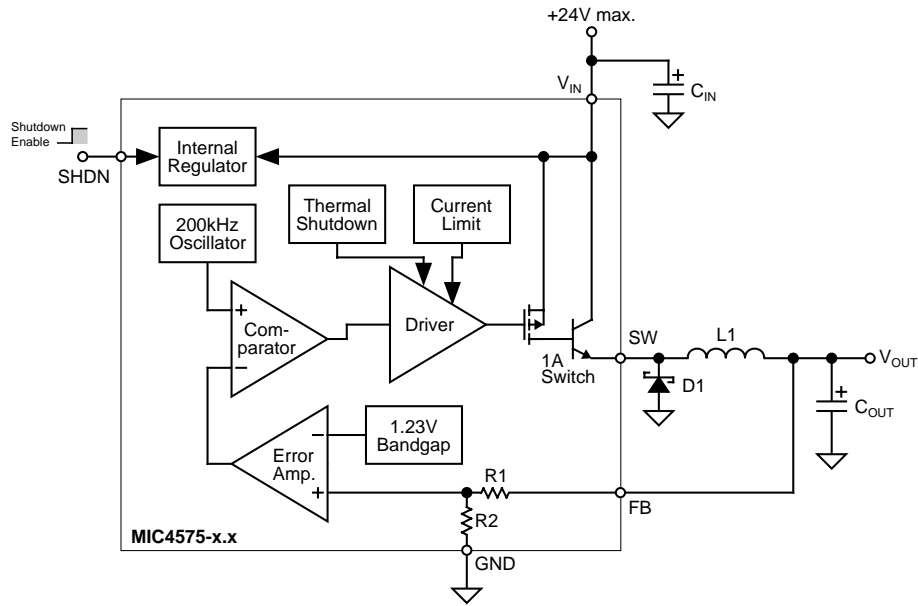 +24V max.
V_IN
C_IN
Shutdown
Enable
SHDN
Internal
Regulator
200kHz
Oscillator
Thermal
Shutdown
Current
Limit
+
Com-
parator
−
Driver
1A
Switch
SW
L1
V_OUT
D1
+
C_OUT
+
Error
Amp.
−
+
1.23V
Bandgap
R1
R2
FB
MIC4575-x.x
GND